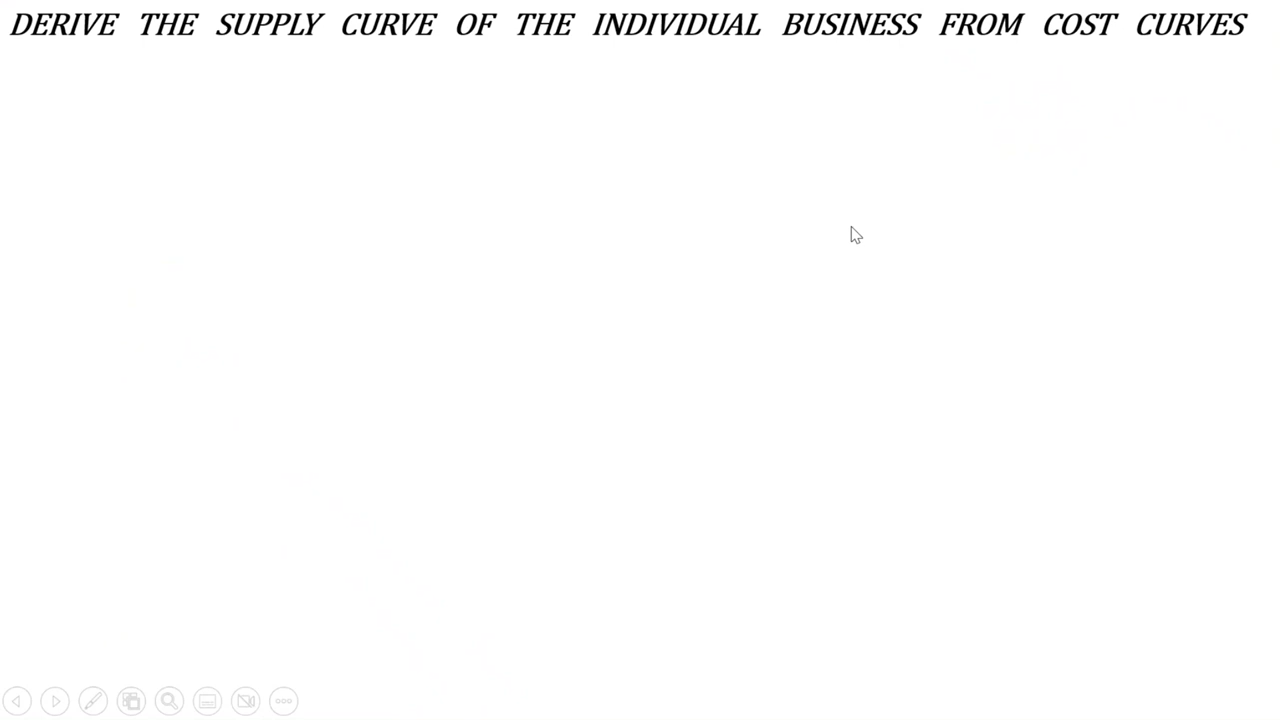 DERIVE THE SUPPLY CURVE OF THE INDIVIDUAL BUSINESS FROM COST CURVES